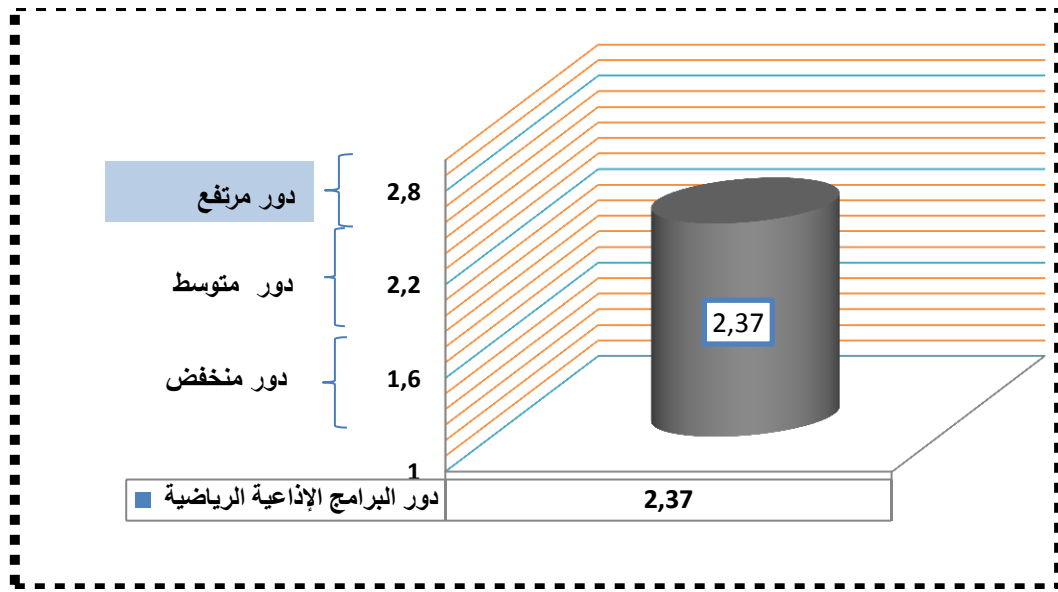 دور مرتفع
2,8
دور متوسط
2,2
دور منخفض
1,6
1
2,37
دور البرامج الإذاعية الرياضية
2,37